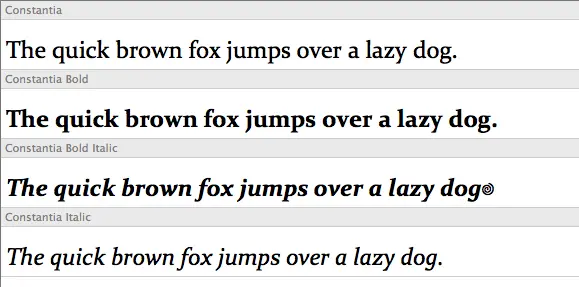 Constantia
The quick brown fox jumps over a lazy dog.
Constantia Bold
The quick brown fox jumps over a lazy dog.
Constantia Bold Italic
The quick brown fox jumps over a lazy dog๏
Constantia Italic
The quick brown fox jumps over a lazy dog.